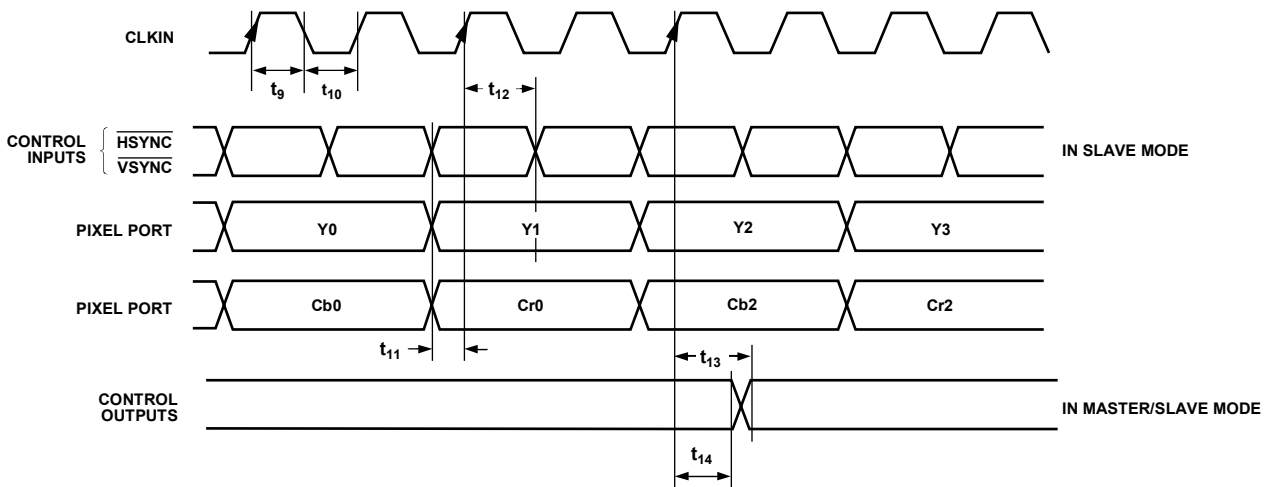 CLKIN
t9
t10
t12
CONTROL
INPUTS
HSYNC
VSYNC
IN SLAVE MODE
PIXEL PORT
Y0
Y1
Y2
Y3
PIXEL PORT
Cb0
Cr0
Cb2
Cr2
t11
t13
CONTROL
OUTPUTS
IN MASTER/SLAVE MODE
t14